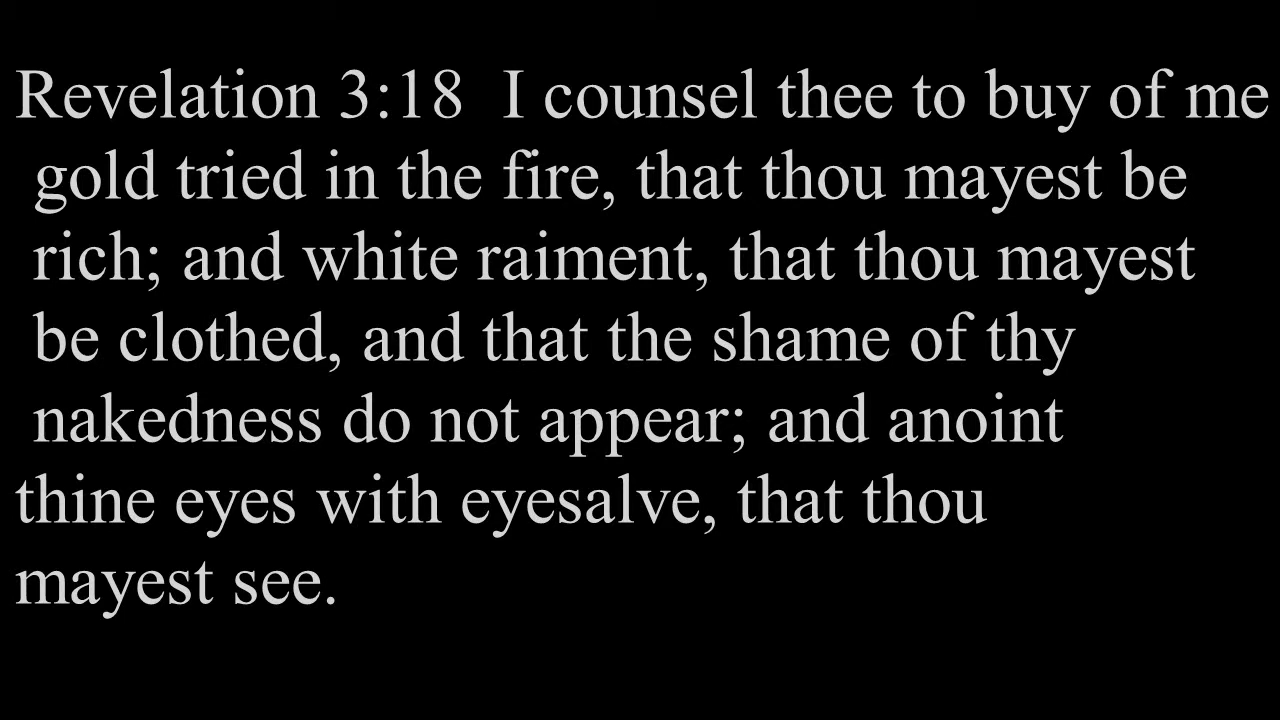 Revelation 3:18  I counsel thee to buy of me
gold tried in the fire, that thou mayest be
rich; and white raiment, that thou mayest
be clothed, and that the shame of thy
nakedness do not appear; and anoint
thine eyes with eyesalve, that thou
mayest see.